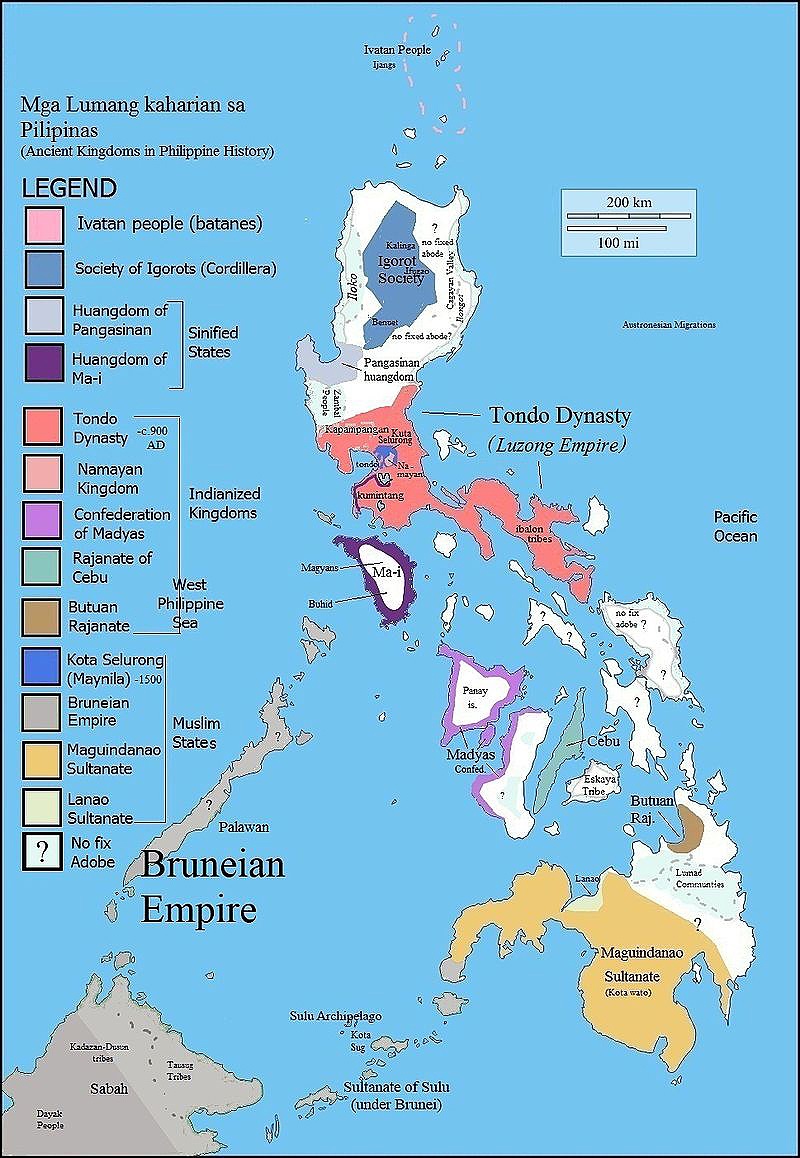 Ivatan People
Ijangs
Mga Lumang kaharian sa
Pilipinas
(Ancient Kingdoms in Philippine History)
LEGEND
Ivatan people (batanes)
Society of Igorots (Cordillera)
Huangdom of
Pangasinan
Huangdom of
Ma-i
Sinified
States
Tondo
Dynasty -c.900
AD
Namayan
Kingdom
Confederation
of Madyas
Rajanate of
Cebu
Butuan
Rajanate
Indianized
Kingdoms
West
Philippine
Sea
Kota Selurong
(Maynila) -1500
Bruneian
Empire
Maguindanao
Sultanate
Lanao
Sultanate
Muslim
States
?
No fix
Adobe
200 km
100 mi
Kalinga
Igorot
Ifugao
Society
Benuet
?
no fixed
abode
Iloko
Cagayan Valley
Ilongot
no fixed abode?
Austronesian Migrations
Pangasinan
huangdom
Zambal
People
Tondo Dynasty
(Luzong Empire)
Kapampangan
Kuta
Selurong
tondo
Na-
mayan
kumintang
ibalon
tribes
Pacific
Ocean
Magyans
Ma-i
Buhid
no fix
adobe ?
?
?
?
?
Panay
is.
Madyas
Confed.
?
Cebu
Eskaya
Tribe
?
?
Palawan
Bruneian
Empire
Butuan
Raj.
Lanao
Lumad
Communties
?
Maguindanao
Sultanate
(Kota wato)
Sulu Archipelago
Kota
Sug
Sultanate of Sulu
(under Brunei)
Kadazan-Dusun
tribes
Tausug
Tribes
Sabah
Dayak
People